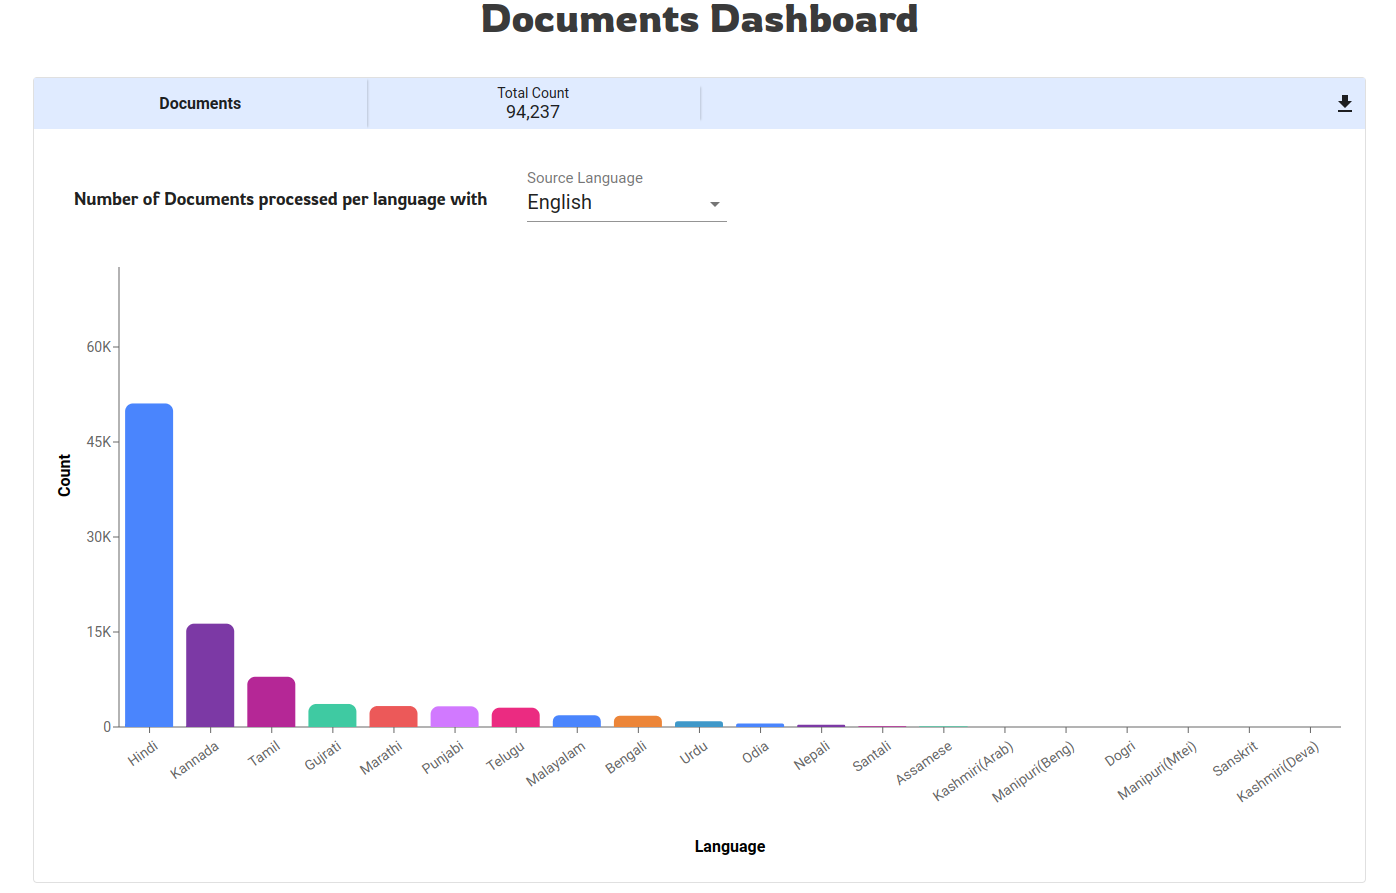 Documents Dashboard
Documents
Total Count
94,237
Number of Documents processed per language with
Source Language
English
60K
45K
30K
15K
0
Count
Hindi
Kannada
Tamil
Gujrati
Marathi
Punjabi
Telugu
Malayalam
Bengali
Urdu
Odia
Nepali
Santali
Assamese
Kashmiri(Arab)
Manipuri(Beng)
Dogri
Manipuri(Mtei)
Sanskrit
Kashmiri(Deva)
Language